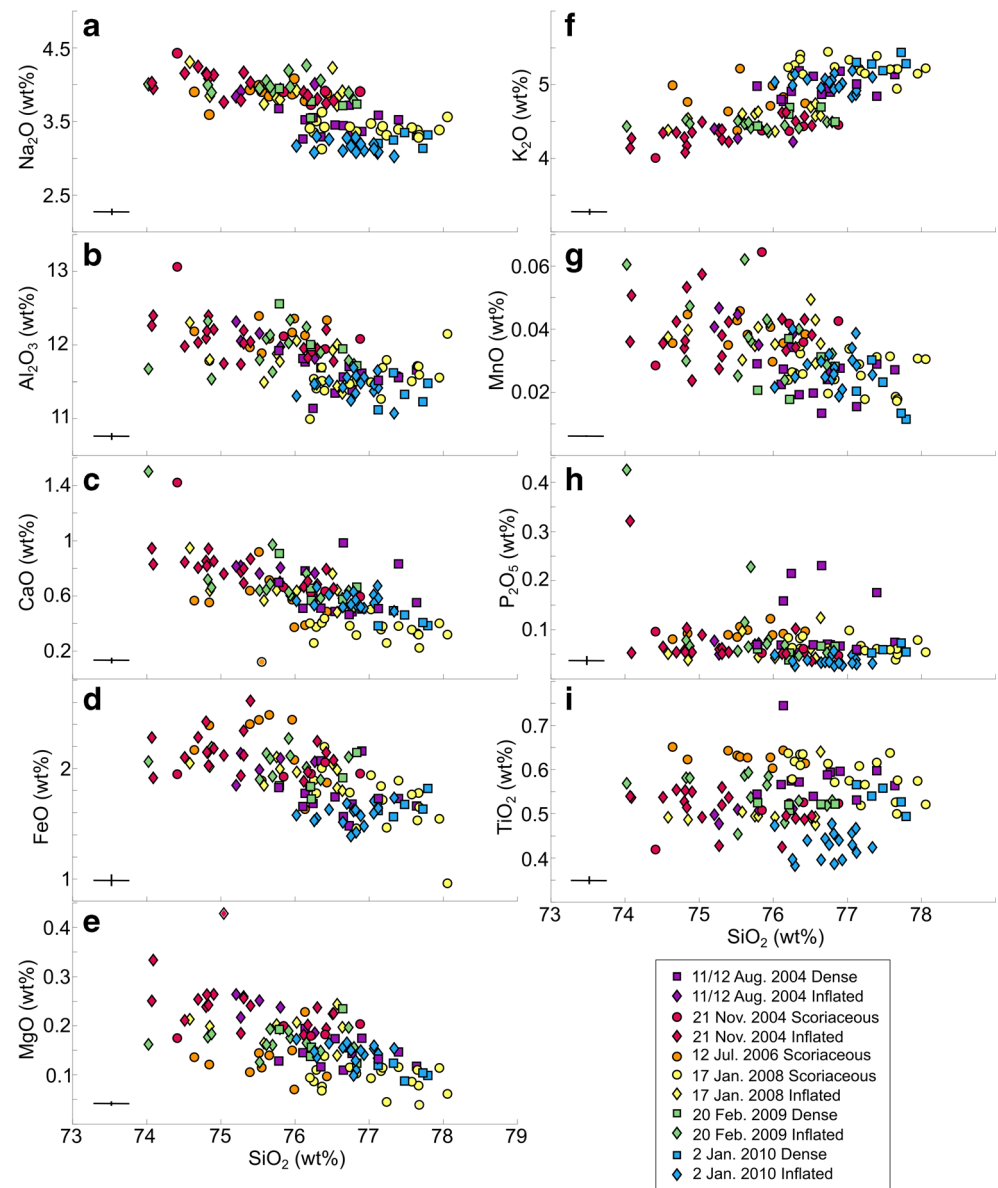 a
4.5
3.5
2.5
Na₂O (wt%)
b
13
12
11
Al₂O₃ (wt%)
c
1.4
1
0.6
0.2
CaO (wt%)
d
2
1
FeO (wt%)
e
0.4
0.3
0.2
0.1
MgO (wt%)
73 74 75 76 77 78 79
SiO₂ (wt%)
f
5
4
K₂O (wt%)
g
0.06
0.04
0.02
MnO (wt%)
h
0.4
0.3
0.2
0.1
P₂O₅ (wt%)
i
0.7
0.6
0.5
0.4
TiO₂ (wt%)
73 74 75 76 77 78
SiO₂ (wt%)
11/12 Aug. 2004 Dense
11/12 Aug. 2004 Inflated
21 Nov. 2004 Scoriaceous
21 Nov. 2004 Inflated
12 Jul. 2006 Scoriaceous
17 Jan. 2008 Scoriaceous
17 Jan. 2008 Inflated
20 Feb. 2009 Dense
20 Feb. 2009 Inflated
2 Jan. 2010 Dense
2 Jan. 2010 Inflated